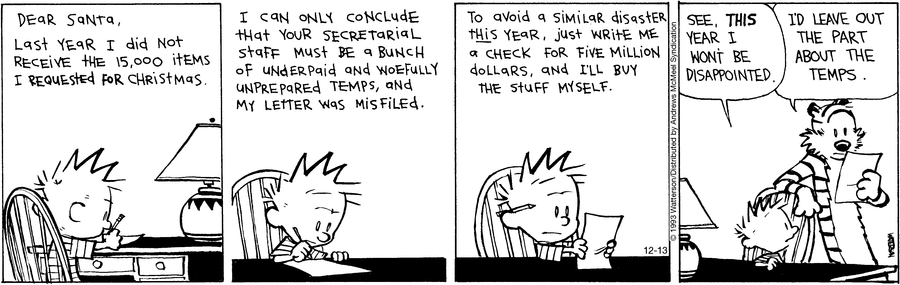 DEAR SANTA,
LAST YEAR I did NOT
RECEIVE THE 15,000 iTEMS
I REQUESTED FOR CHRISTMAS.
I CAN ONLY CONCLUDE
THAT YOUR SECRETARIAL
STAFF MUST BE A BUNCH
OF UNDERPAID AND WOEFULLY
UNPREPARED TEMPS, AND
MY LETTER WAS MISFILED.
To AVOID A SIMILAR DISASTER
THIS YEAR, JUST WRITE ME
A CHECK FOR FIVE MILLION
DOLLARS, AND I'LL BUY
THE STUFF MYSELF.
12-13
© 1993 Watterson/Distributed by Andrews McMeel Syndication
SEE, THIS
YEAR I
WON'T BE
DISAPPOINTED.
I'D LEAVE OUT
THE PART
ABOUT THE
TEMPS.
WATTERSON